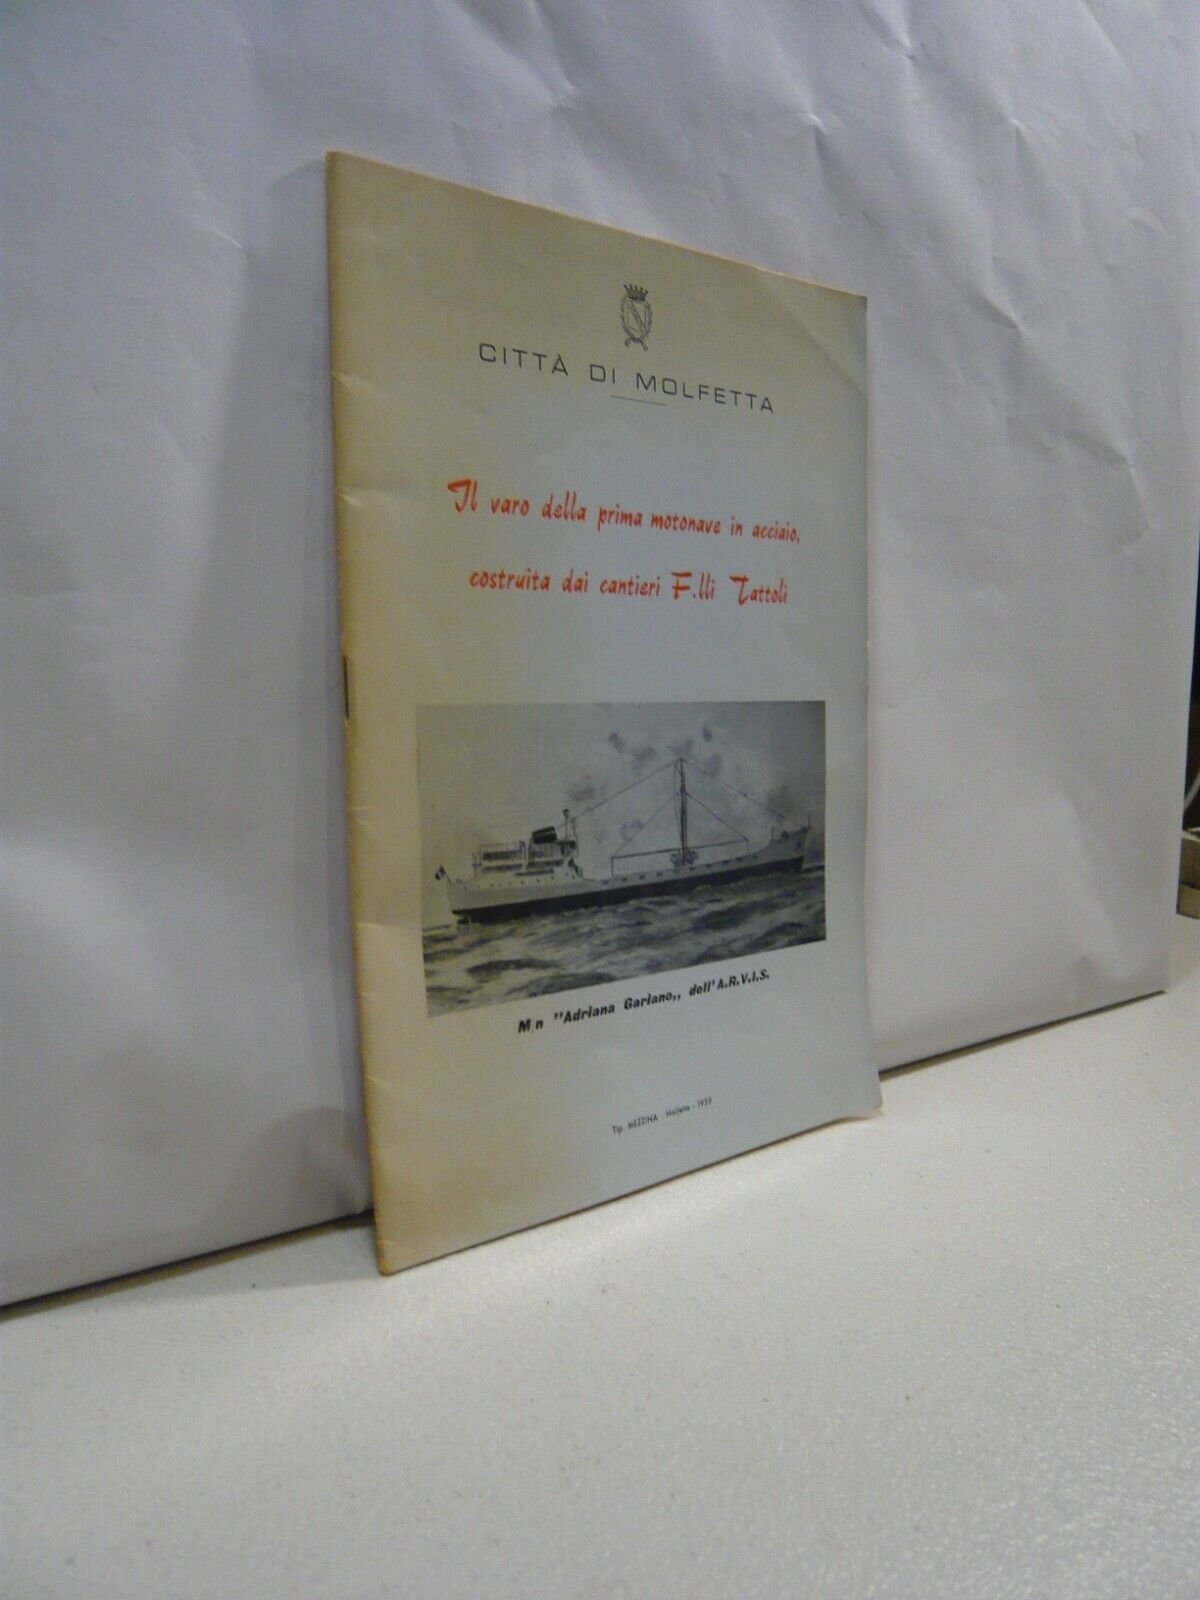 CITTÀ DI MOLFETTA
Il varo della prima motonave in acciaio,
costruita dai cantieri F.lli Tattoli
M/n "Adriana Gariano„ dell'A.R.V.I.S.
Tip. MEZZINA - Molfetta - 1959